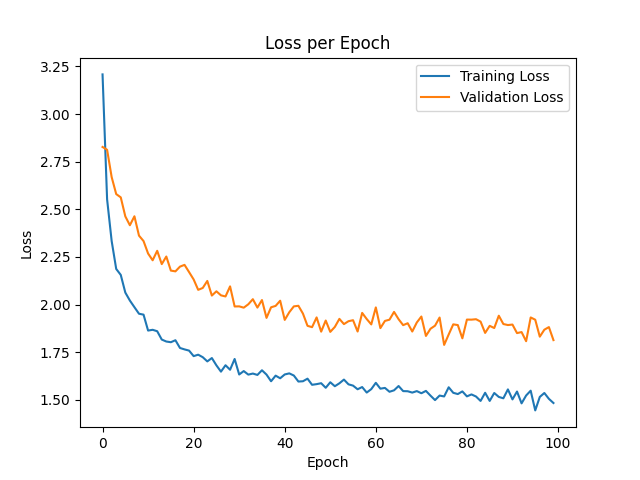 Loss per Epoch
Training Loss
Validation Loss
3.25
3.00
2.75
2.50
2.25
2.00
1.75
1.50
Loss
0 20 40 60 80 100
Epoch